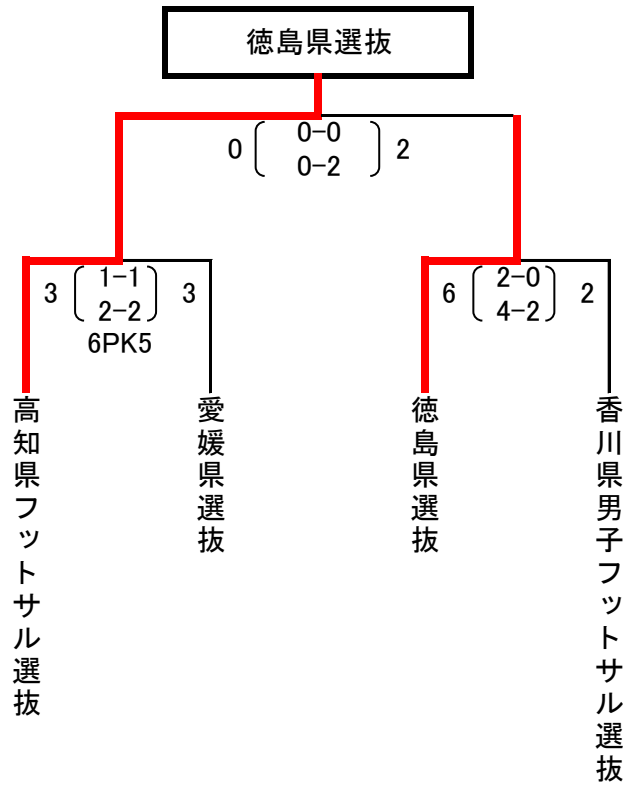 徳島県選抜
0 0-0 2
0-2
3 1-1 3
2-2
6PK5
6 2-0 2
4-2
高知県フットサル選抜
愛媛県選抜
徳島県選抜
香川県男子フットサル選抜